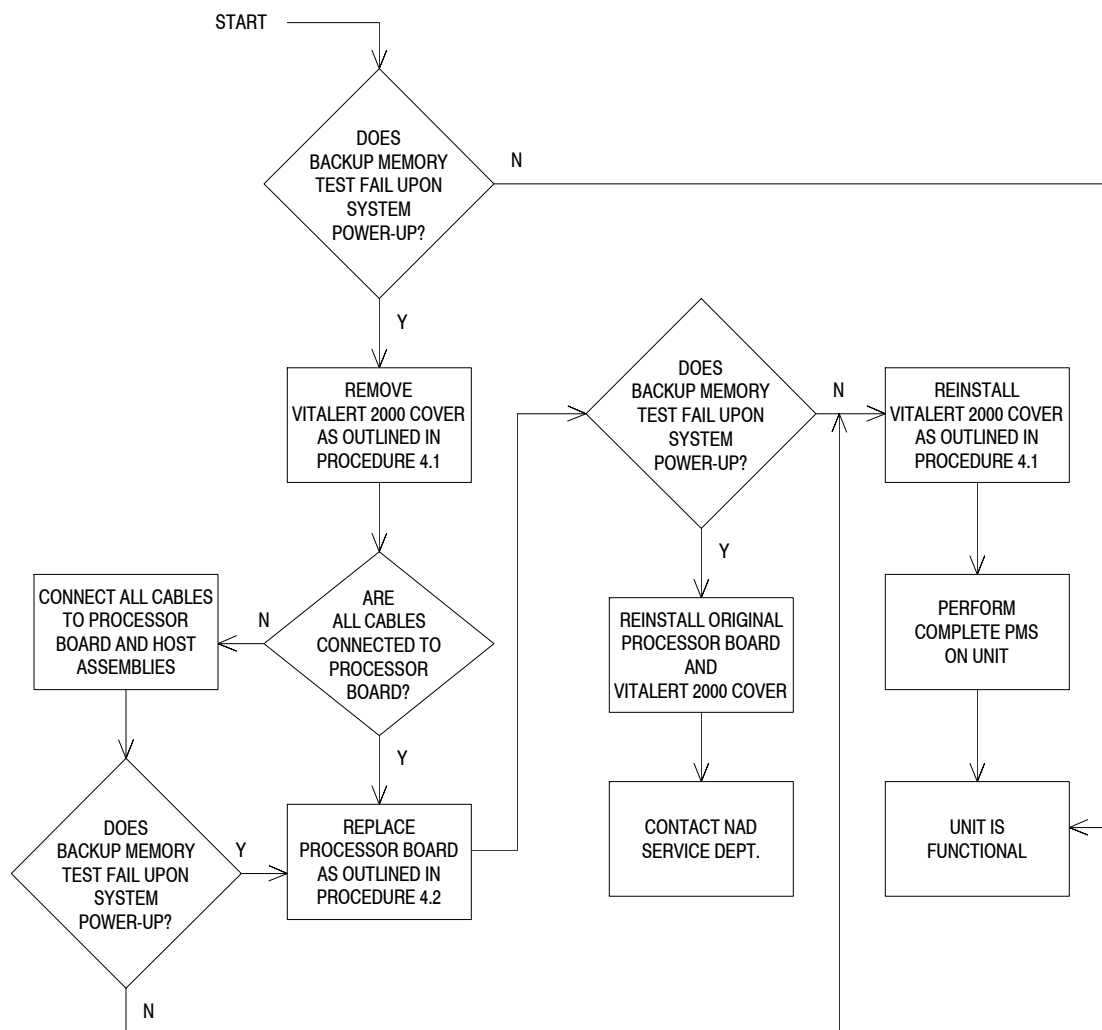 START
DOES
BACKUP MEMORY
TEST FAIL UPON
SYSTEM
POWER-UP?
N
Y
REMOVE
VITALERT 2000 COVER
AS OUTLINED IN
PROCEDURE 4.1
ARE
ALL CABLES
CONNECTED TO
PROCESSOR
BOARD?
N
Y
CONNECT ALL CABLES
TO PROCESSOR
BOARD AND HOST
ASSEMBLIES
DOES
BACKUP MEMORY
TEST FAIL UPON
SYSTEM
POWER-UP?
Y
N
REPLACE
PROCESSOR BOARD
AS OUTLINED IN
PROCEDURE 4.2
DOES
BACKUP MEMORY
TEST FAIL UPON
SYSTEM
POWER-UP?
N
Y
REINSTALL ORIGINAL
PROCESSOR BOARD
AND
VITALERT 2000 COVER
CONTACT NAD
SERVICE DEPT.
REINSTALL
VITALERT 2000 COVER
AS OUTLINED IN
PROCEDURE 4.1
PERFORM
COMPLETE PMS
ON UNIT
UNIT IS
FUNCTIONAL